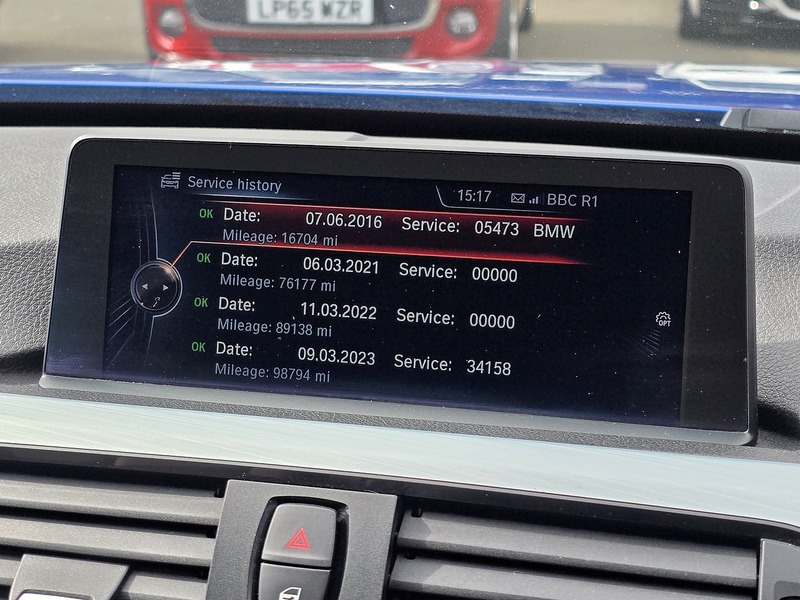 LP65 WZR
Service history 15:17 BBC R1
OK Date: 07.06.2016 Service: 05473 BMW
Mileage: 16704 mi
OK Date: 06.03.2021 Service: 00000
Mileage: 76177 mi
OK Date: 11.03.2022 Service: 00000
Mileage: 89138 mi
OK Date: 09.03.2023 Service: 34158
Mileage: 98794 mi
OPT